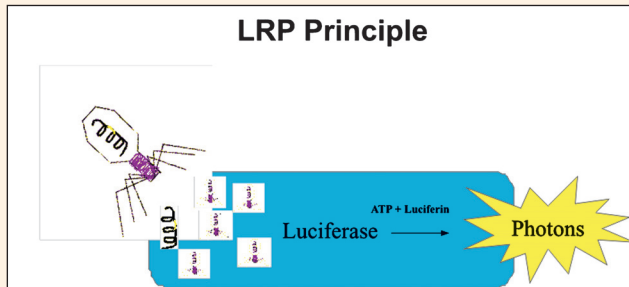 LRP Principle
ATP + Luciferin
Luciferase
Photons